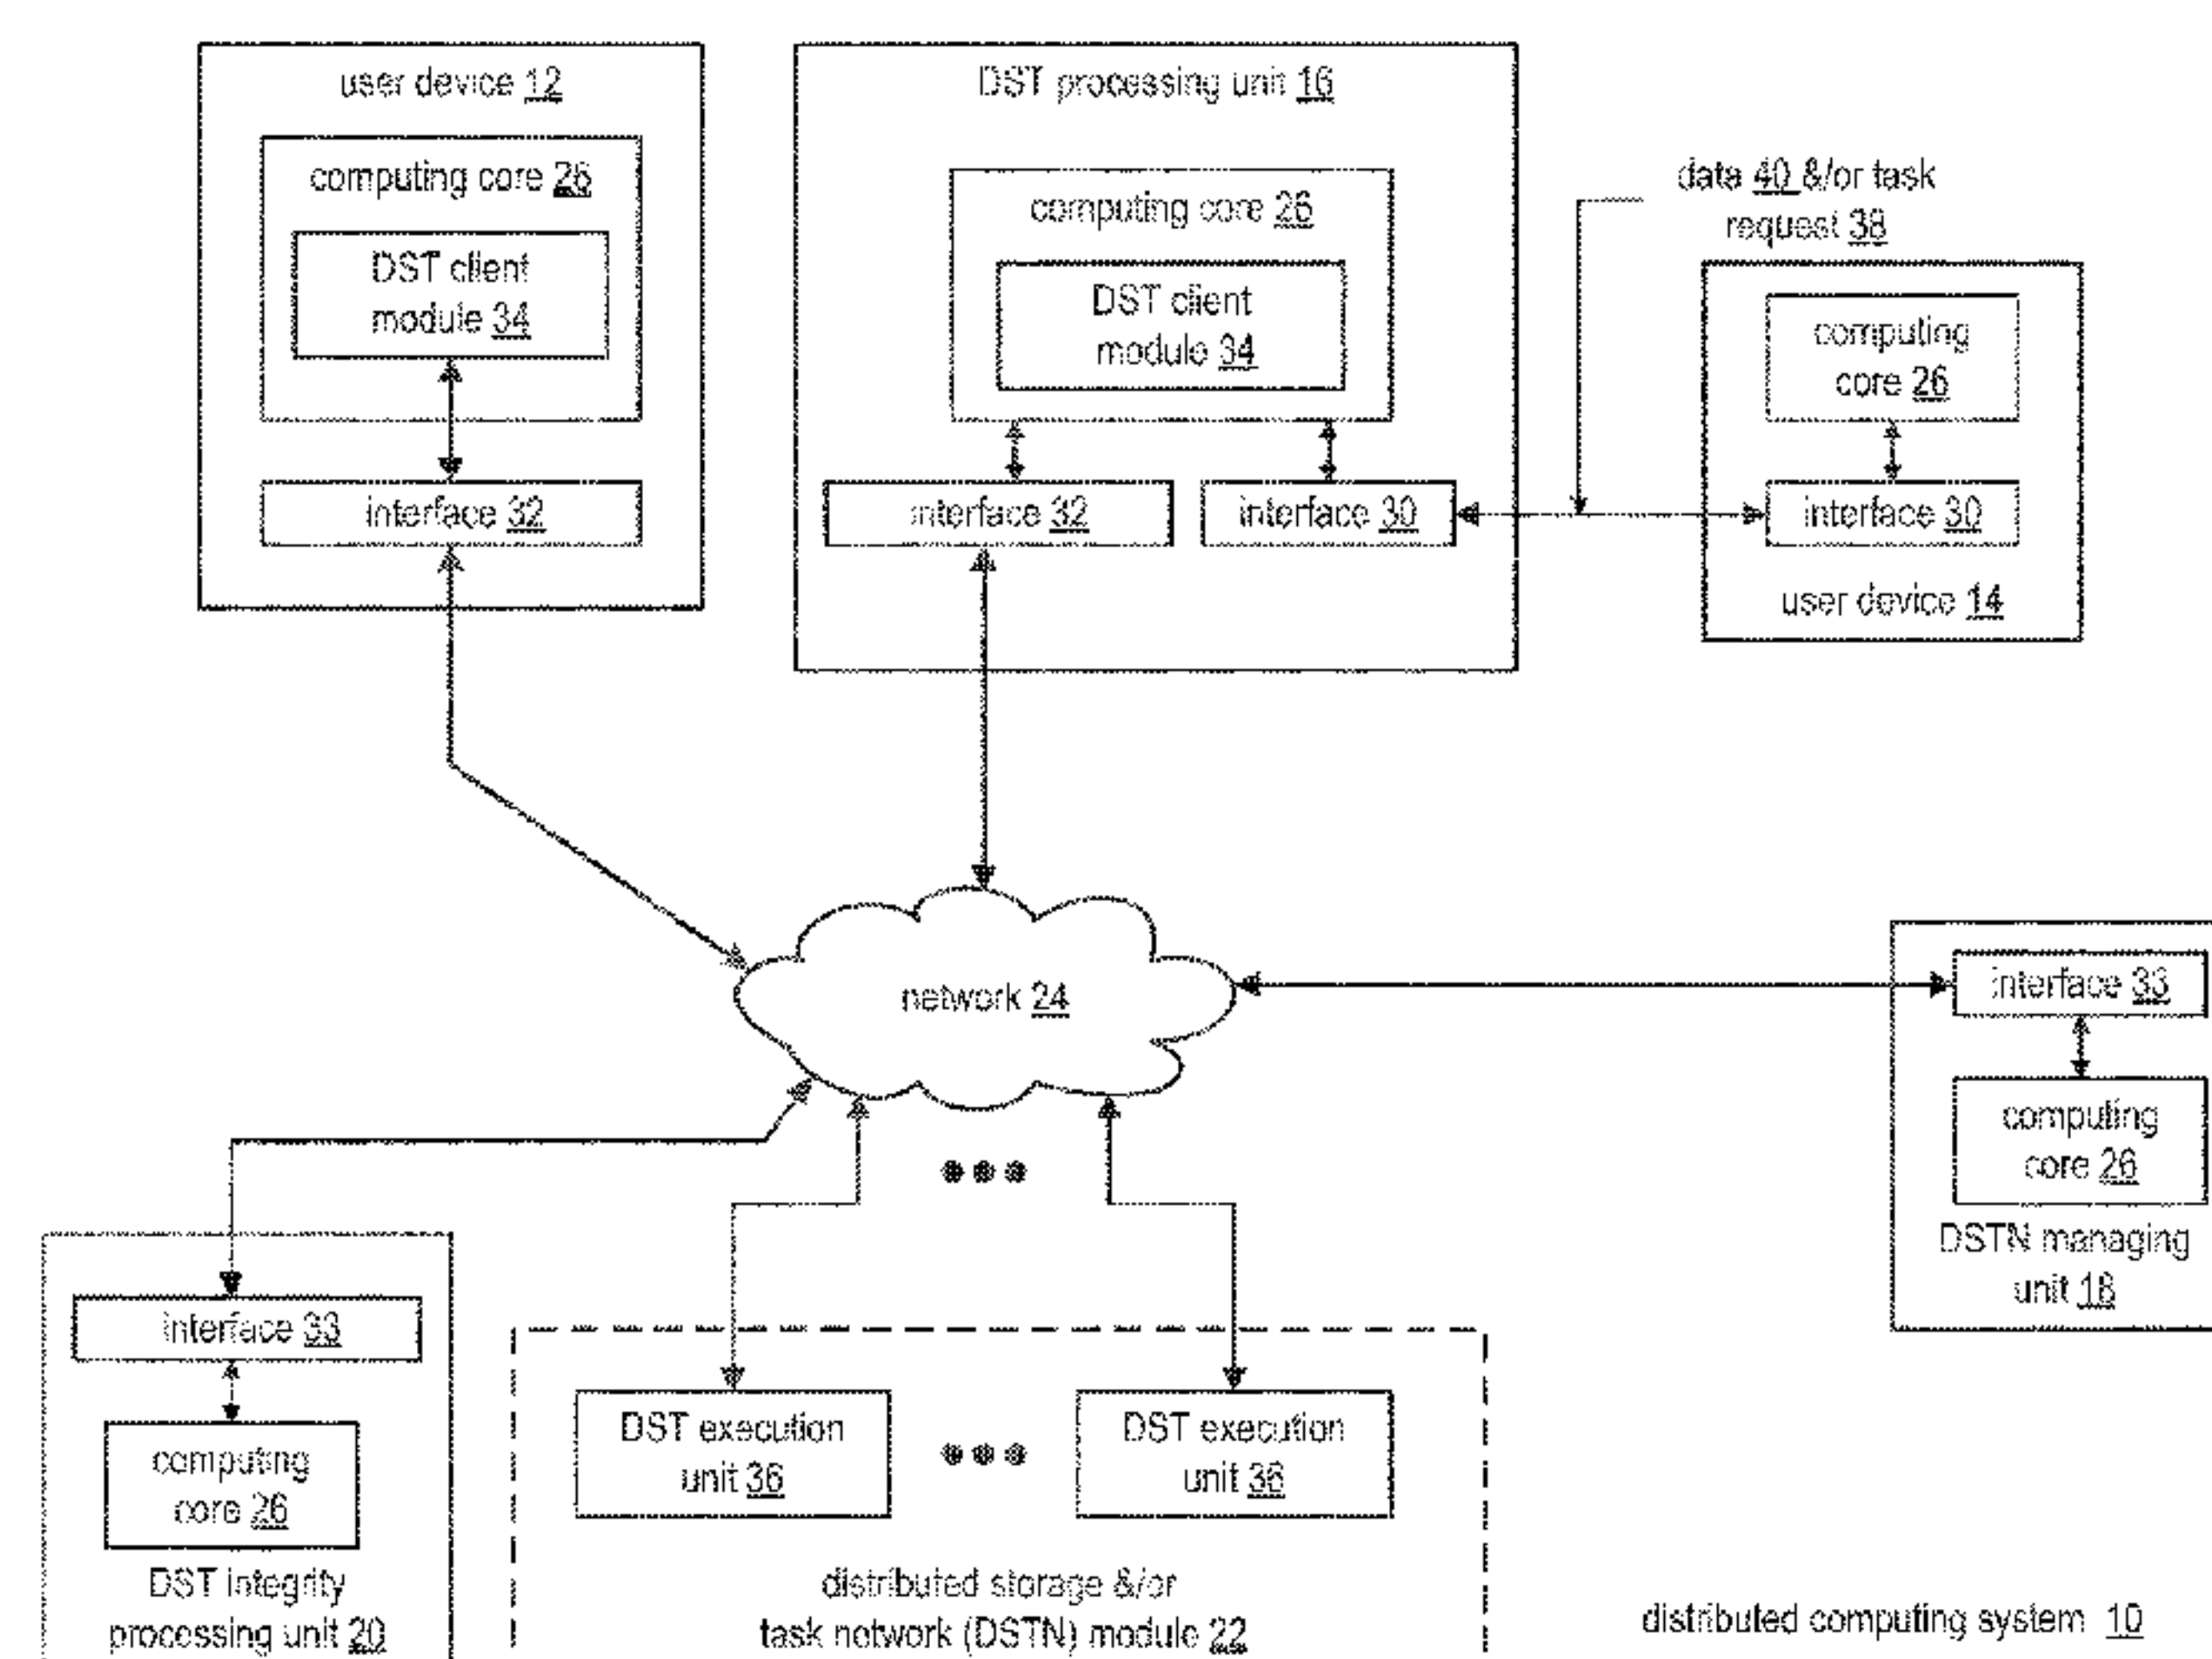 user device 12
computing core 26
DST client
module 34
interface 32
DST processing unit 16
computing core 26
DST client
module 34
interface 32
interface 30
data 40 &/or task
request 38
computing
core 26
interface 30
user device 14
network 24
interface 33
computing
core 26
DSTN managing
unit 18
interface 33
computing
core 26
DST integrity
processing unit 20
DST execution
unit 36
DST execution
unit 36
distributed storage &/or
task network (DSTN) module 22
distributed computing system 10